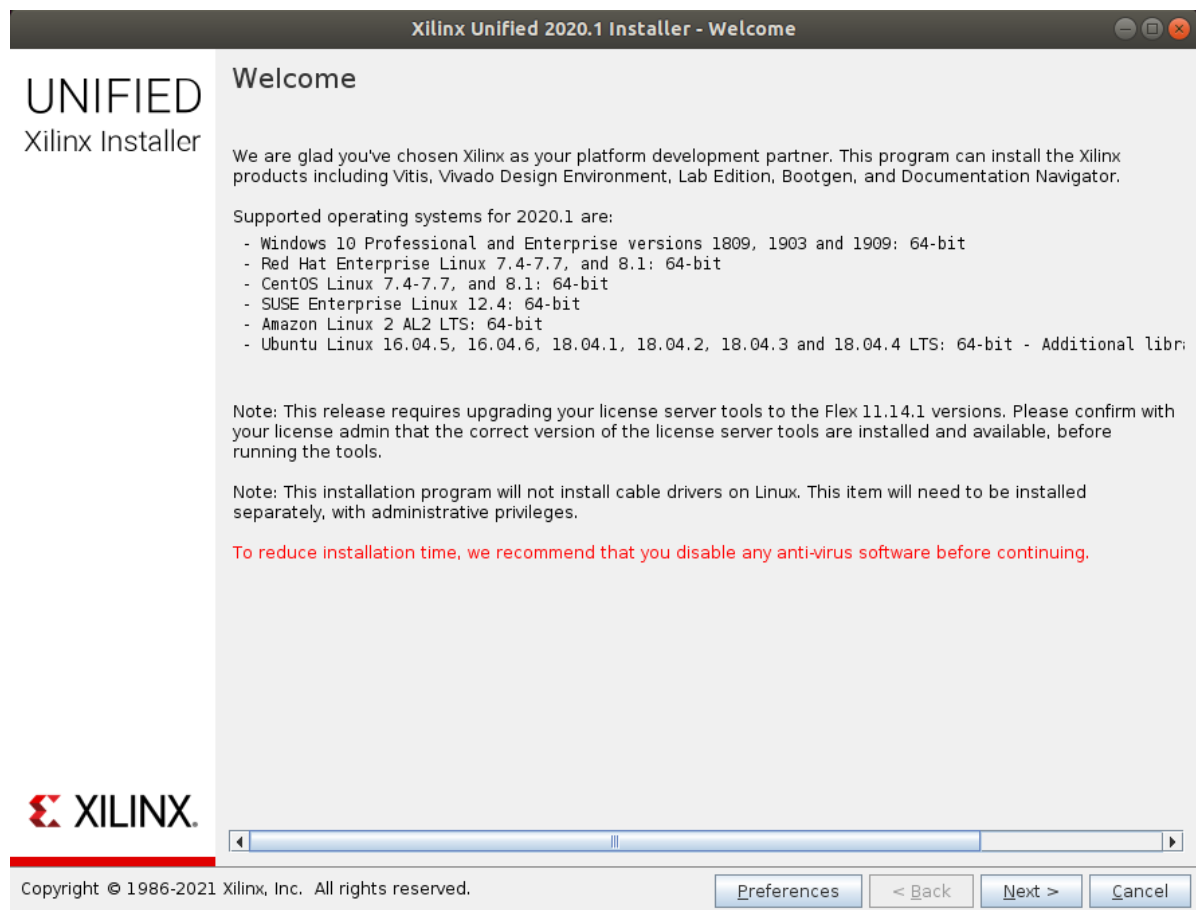 Xilinx Unified 2020.1 Installer - Welcome
UNIFIED
Xilinx Installer
Welcome
We are glad you've chosen Xilinx as your platform development partner. This program can install the Xilinx
products including Vitis, Vivado Design Environment, Lab Edition, Bootgen, and Documentation Navigator.
Supported operating systems for 2020.1 are:
- Windows 10 Professional and Enterprise versions 1809, 1903 and 1909: 64-bit
- Red Hat Enterprise Linux 7.4-7.7, and 8.1: 64-bit
- CentOS Linux 7.4-7.7, and 8.1: 64-bit
- SUSE Enterprise Linux 12.4: 64-bit
- Amazon Linux 2 AL2 LTS: 64-bit
- Ubuntu Linux 16.04.5, 16.04.6, 18.04.1, 18.04.2, 18.04.3 and 18.04.4 LTS: 64-bit - Additional
Note: This release requires upgrading your license server tools to the Flex 11.14.1 versions. Please confirm with
your license admin that the correct version of the license server tools are installed and available, before
running the tools.
Note: This installation program will not install cable drivers on Linux. This item will need to be installed
separately, with administrative privileges.
To reduce installation time, we recommend that you disable any anti-virus software before continuing.
XILINX.
Copyright © 1986-2021 Xilinx, Inc. All rights reserved.
Preferences
< Back
Next >
Cancel